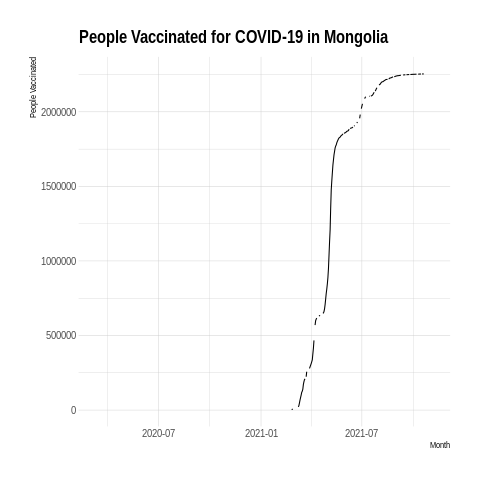 People Vaccinated for COVID-19 in Mongolia
People Vaccinated
2000000
1500000
1000000
500000
0
2020-07
2021-01
2021-07
Month